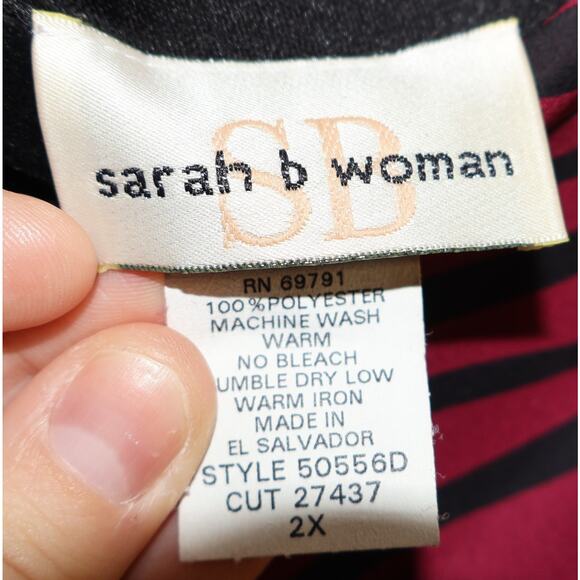 SB
sarah b woman
RN 69791
100%POLYESTER
MACHINE WASH
WARM
NO BLEACH
UMBLE DRY LOW
WARM IRON
MADE IN
EL SALVADOR
STYLE 50556D
CUT 27437
2X